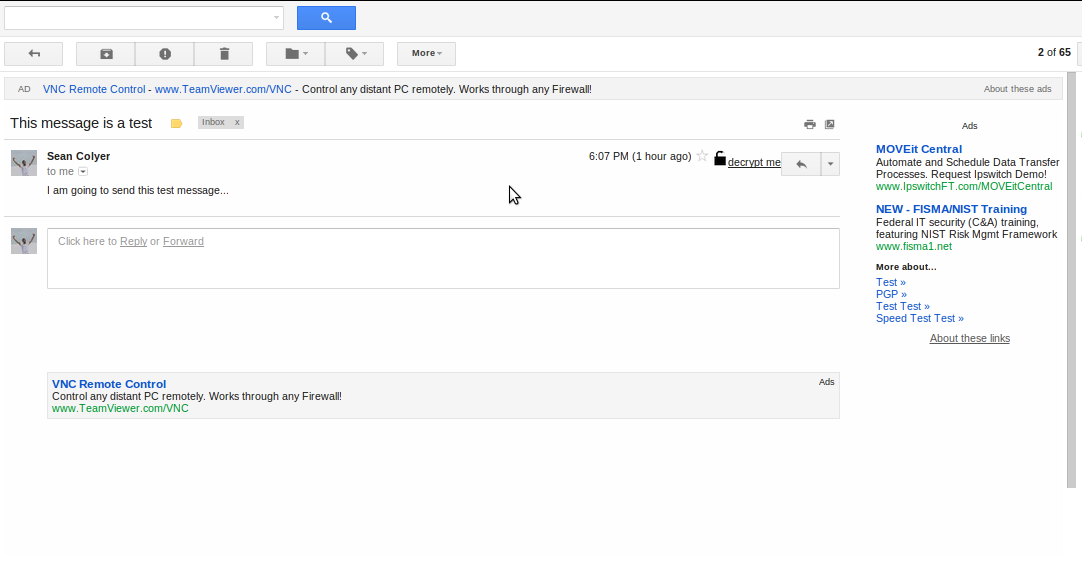 More
2 of 65
AD VNC Remote Control - www.TeamViewer.com/VNC - Control any distant PC remotely. Works through any Firewall! About these ads
This message is a test Inbox x
Sean Colyer 6:07 PM (1 hour ago) decrypt me
to me
I am going to send this test message...
Click here to Reply or Forward
VNC Remote Control Ads
Control any distant PC remotely. Works through any Firewall!
www.TeamViewer.com/VNC
Ads
MOVEit Central
Automate and Schedule Data Transfer
Processes. Request Ipswitch Demo!
www.IpswitchFT.com/MOVEitCentral
NEW - FISMA/NIST Training
Federal IT security (C&A) training,
featuring NIST Risk Mgmt Framework
www.fisma1.net
More about...
Test »
PGP »
Test Test »
Speed Test Test »
About these links